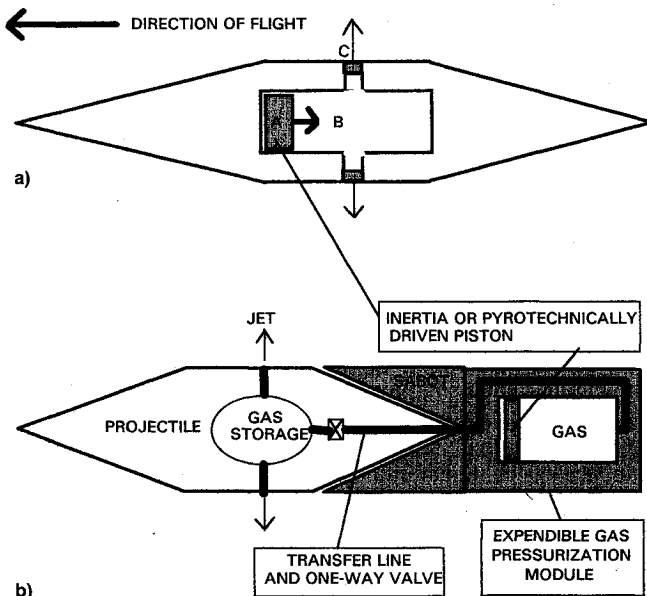 DIRECTION OF FLIGHT
C
B
a)
INERTIA OR PYROTECHNICALLY
DRIVEN PISTON
JET
SABOT
PROJECTILE
GAS
STORAGE
GAS
TRANSFER LINE
AND ONE-WAY VALVE
EXPENDIBLE GAS
PRESSURIZATION
MODULE
b)